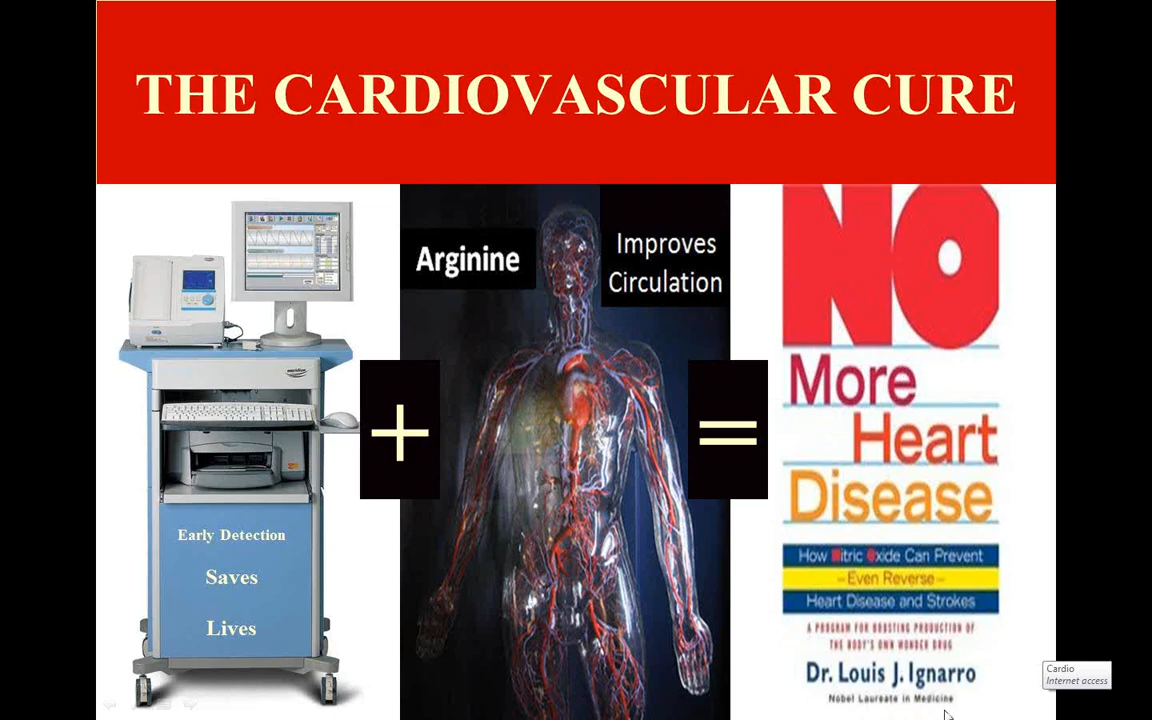 THE CARDIOVASCULAR CURE
Early Detection
Saves
Lives
+
Arginine
Improves
Circulation
=
NO
More
Heart
Disease
How Nitric Oxide Can Prevent
–Even Reverse–
Heart Disease and Strokes
A PROGRAM FOR BOOSTING PRODUCTION OF
THE BODY'S OWN WONDER DRUG
Dr. Louis J. Ignarro
Nobel Laureate in Medicine
Cardio
Internet access